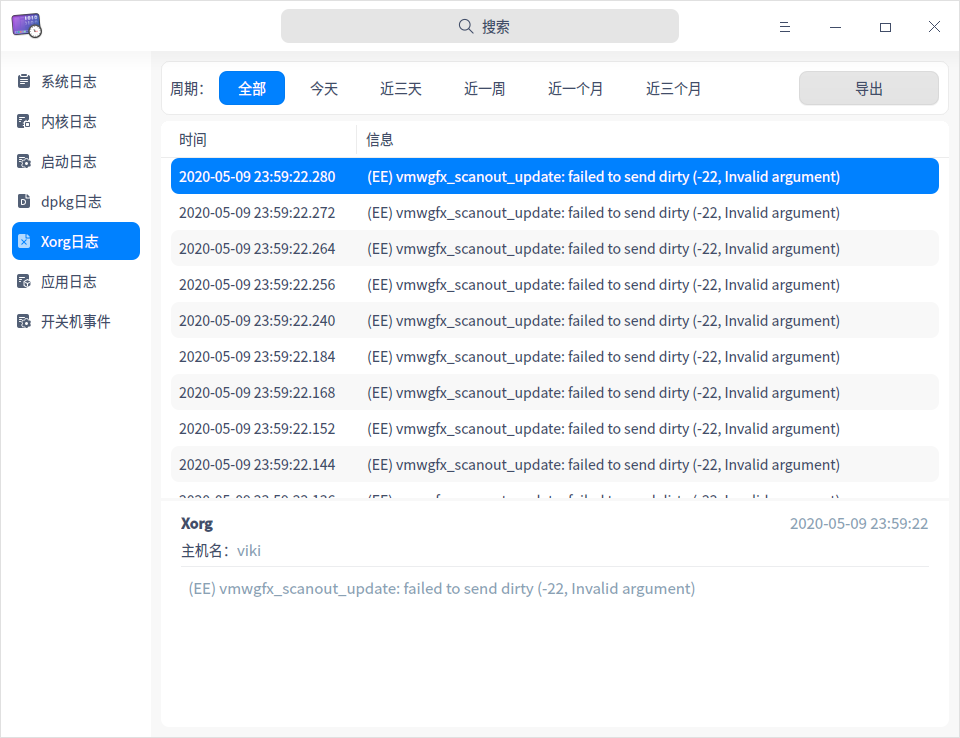 搜索
系统日志
内核日志
启动日志
dpkg日志
Xorg日志
应用日志
开关机事件
周期： 全部 今天 近三天 近一周 近一个月 近三个月 导出
时间 信息
2020-05-09 23:59:22.280 (EE) vmwgfx_scanout_update: failed to send dirty (-22, Invalid argument)
2020-05-09 23:59:22.272 (EE) vmwgfx_scanout_update: failed to send dirty (-22, Invalid argument)
2020-05-09 23:59:22.264 (EE) vmwgfx_scanout_update: failed to send dirty (-22, Invalid argument)
2020-05-09 23:59:22.256 (EE) vmwgfx_scanout_update: failed to send dirty (-22, Invalid argument)
2020-05-09 23:59:22.240 (EE) vmwgfx_scanout_update: failed to send dirty (-22, Invalid argument)
2020-05-09 23:59:22.184 (EE) vmwgfx_scanout_update: failed to send dirty (-22, Invalid argument)
2020-05-09 23:59:22.168 (EE) vmwgfx_scanout_update: failed to send dirty (-22, Invalid argument)
2020-05-09 23:59:22.152 (EE) vmwgfx_scanout_update: failed to send dirty (-22, Invalid argument)
2020-05-09 23:59:22.144 (EE) vmwgfx_scanout_update: failed to send dirty (-22, Invalid argument)
Xorg 2020-05-09 23:59:22
主机名： viki
(EE) vmwgfx_scanout_update: failed to send dirty (-22, Invalid argument)